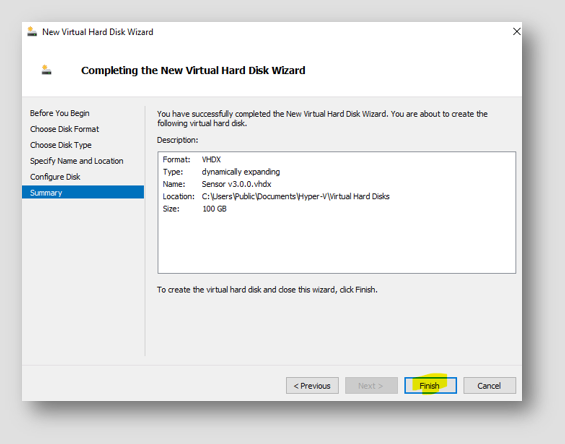 New Virtual Hard Disk Wizard
Completing the New Virtual Hard Disk Wizard
Before You Begin
Choose Disk Format
Choose Disk Type
Specify Name and Location
Configure Disk
Summary
You have successfully completed the New Virtual Hard Disk Wizard. You are about to create the
following virtual hard disk.
Description:
Format: VHDX
Type: dynamically expanding
Name: Sensor v3.0.0.vhdx
Location: C:\Users\Public\Documents\Hyper-V\Virtual Hard Disks
Size: 100 GB
To create the virtual hard disk and close this wizard, click Finish.
< Previous Next > Finish Cancel